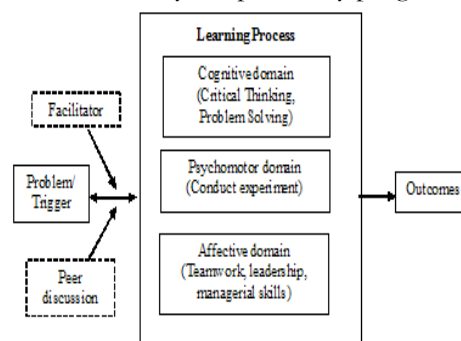 Learning Process
Cognitive domain
(Critical Thinking,
Problem Solving)
Facilitator
Psychomotor domain
(Conduct experiment)
Problem/
Trigger
Outcomes
Affective domain
(Teamwork, leadership,
managerial skills)
Peer
discussion